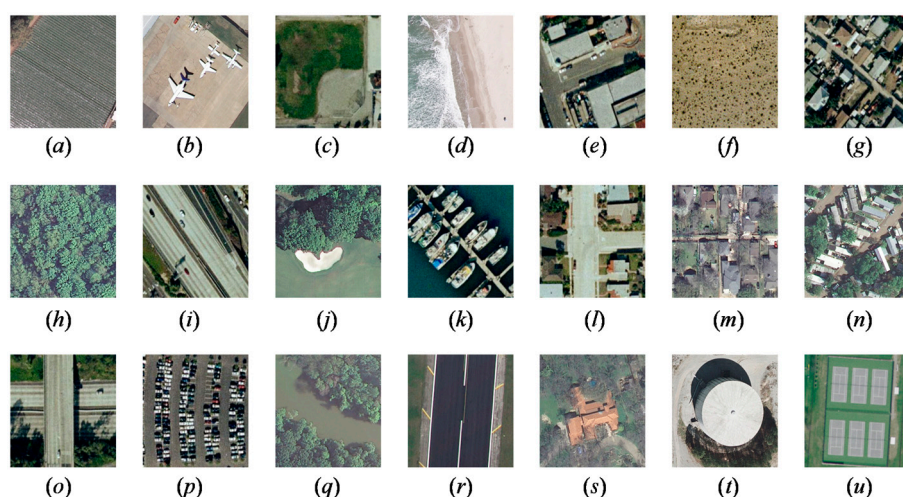 (a) (b) (c) (d) (e) (f) (g)
(h) (i) (j) (k) (l) (m) (n)
(o) (p) (q) (r) (s) (t) (u)